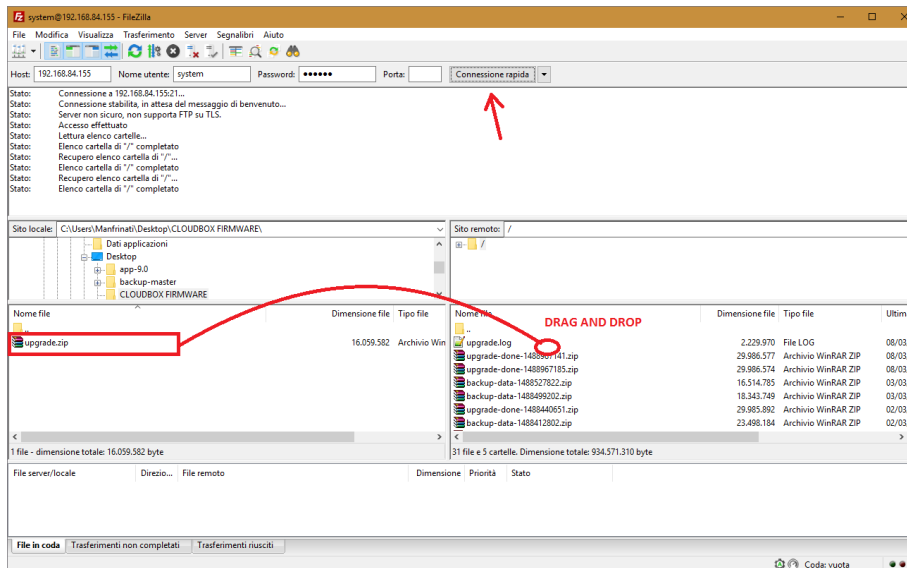 system@192.168.84.155 - FileZilla
File Modifica Visualizza Trasferimento Server Segnalibri Aiuto
Host: 192.168.84.155 Nome utente: system Password: ●●●●●● Porta: Connessione rapida
Stato: Connessione a 192.168.84.155:21...
Stato: Connessione stabilita, in attesa del messaggio di benvenuto...
Stato: Server non sicuro, non supporta FTP su TLS.
Stato: Accesso effettuato
Stato: Lettura elenco cartelle...
Stato: Elenco cartella di "/" completato
Stato: Recupero elenco cartella di "/"...
Stato: Elenco cartella di "/" completato
Stato: Recupero elenco cartella di "/"...
Stato: Elenco cartella di "/" completato
Sito locale: C:\Users\Manfrinati\Desktop\CLOUDBOX FIRMWARE\
Dati applicazioni
Desktop
app-9.0
backup-master
CLOUDBOX FIRMWARE
Sito remoto: /
/
Nome file Dimensione file Tipo file
..
upgrade.zip 16.059.582 Archivio Win
1 file - dimensione totale: 16.059.582 byte
Nome file Dimensione file Tipo file Ultim
DRAG AND DROP
..
upgrade.log 2.229.970 File LOG 08/03
upgrade-done-1488967141.zip 29.986.577 Archivio WinRAR ZIP 08/03
upgrade-done-1488967185.zip 29.986.574 Archivio WinRAR ZIP 08/03
backup-data-1488527822.zip 16.514.785 Archivio WinRAR ZIP 03/03
backup-data-1488499202.zip 18.343.749 Archivio WinRAR ZIP 03/03
upgrade-done-1488440651.zip 29.985.892 Archivio WinRAR ZIP 02/03
backup-data-1488412802.zip 23.498.184 Archivio WinRAR ZIP 02/03
31 file e 5 cartelle. Dimensione totale: 934.571.310 byte
File server/locale Direzio... File remoto Dimensione Priorità Stato
File in coda Trasferimenti non completati Trasferimenti riusciti
Coda: vuota